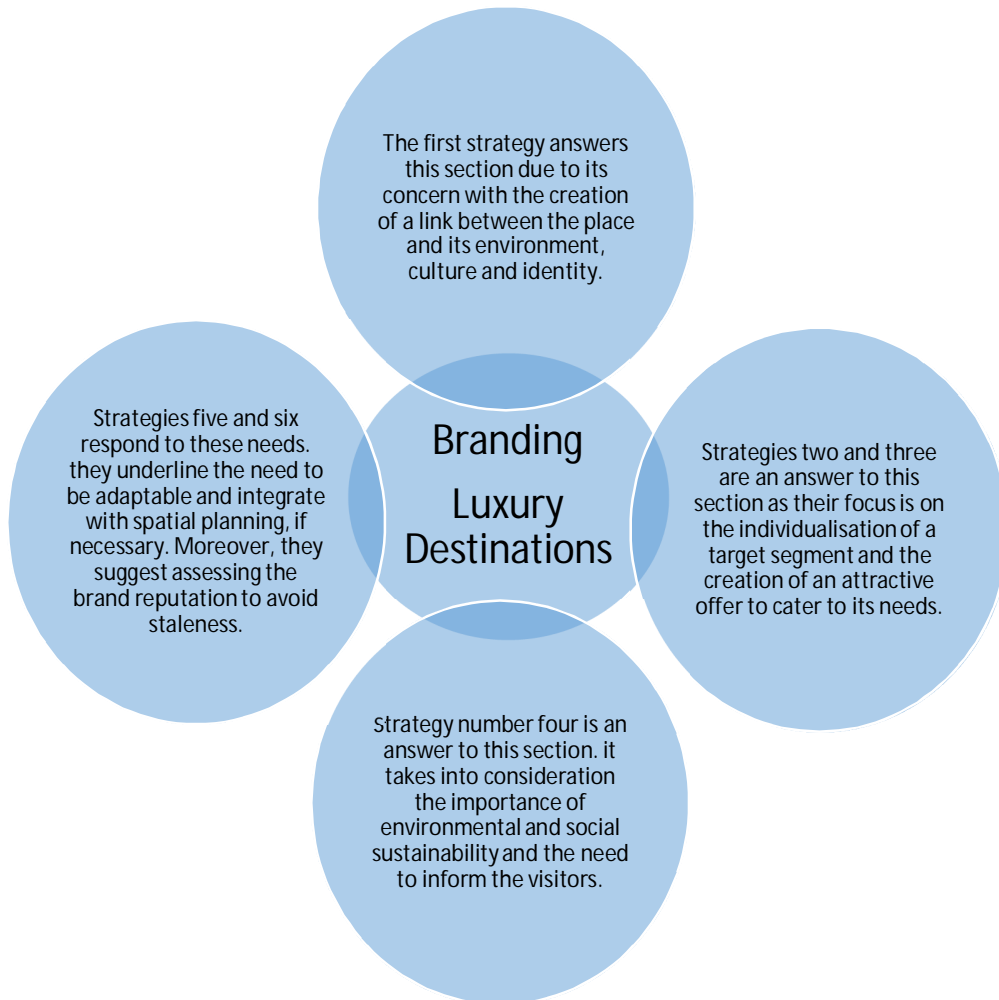 The first strategy answers
this section due to its
concern with the creation
of a link between the place
and its environment,
culture and identity.
Strategies five and six
respond to these needs.
they underline the need to
be adaptable and integrate
with spatial planning, if
necessary. Moreover, they
suggest assessing the
brand reputation to avoid
staleness.
Branding
Luxury
Destinations
Strategies two and three
are an answer to this
section as their focus is on
the individualisation of a
target segment and the
creation of an attractive
offer to cater to its needs.
Strategy number four is an
answer to this section. it
takes into consideration
the importance of
environmental and social
sustainability and the need
to inform the visitors.